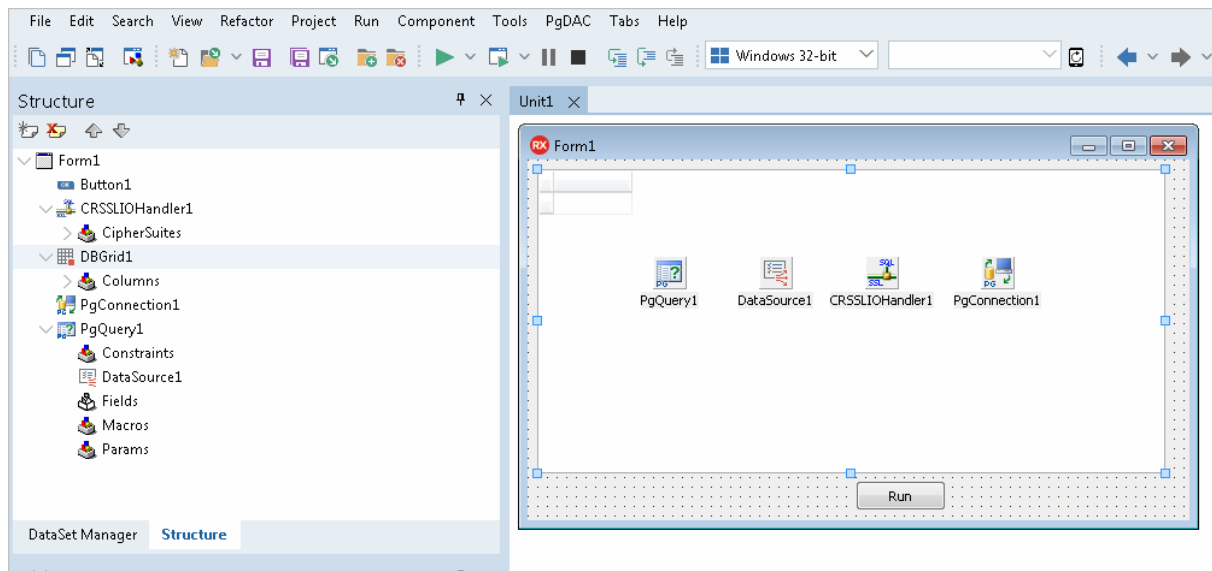 File Edit Search View Refactor Project Run Component Tools PgDAC Tabs Help
Windows 32-bit
Structure
Form1
Button1
CRSSLIOHandler1
CipherSuites
DBGrid1
Columns
PgConnection1
PgQuery1
Constraints
DataSource1
Fields
Macros
Params
DataSet Manager Structure
Unit1
RX Form1
PgQuery1 DataSource1 CRSSLIOHandler1 PgConnection1
Run